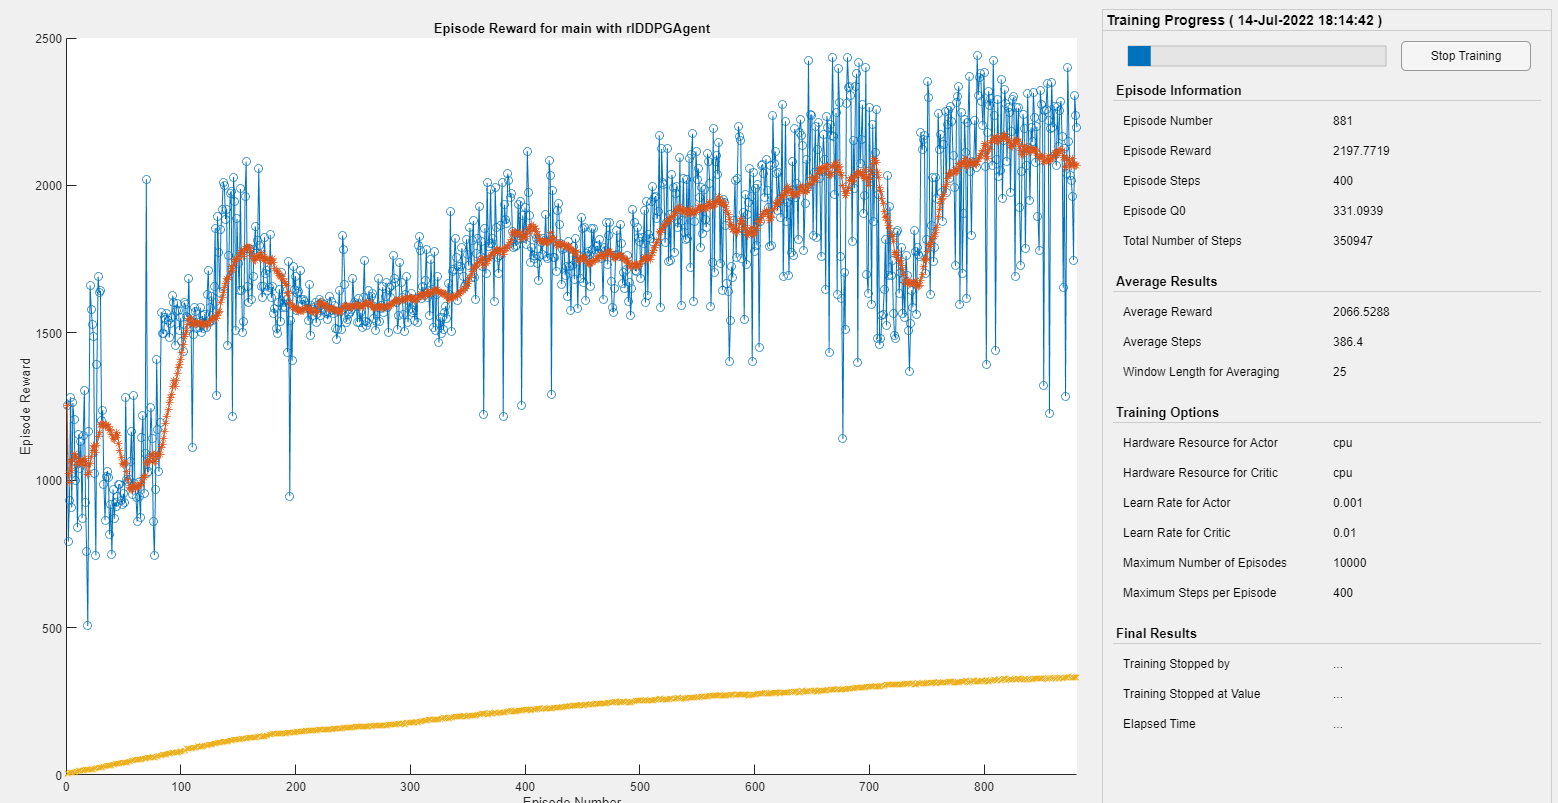 Episode Reward for main with rlDDPGAgent
2500
2000
1500
1000
500
0
Episode Reward
0 100 200 300 400 500 600 700 800
Episode Number
Training Progress ( 14-Jul-2022 18:14:42 )
Stop Training
Episode Information
Episode Number 881
Episode Reward 2197.7719
Episode Steps 400
Episode Q0 331.0939
Total Number of Steps 350947
Average Results
Average Reward 2066.5288
Average Steps 386.4
Window Length for Averaging 25
Training Options
Hardware Resource for Actor cpu
Hardware Resource for Critic cpu
Learn Rate for Actor 0.001
Learn Rate for Critic 0.01
Maximum Number of Episodes 10000
Maximum Steps per Episode 400
Final Results
Training Stopped by ...
Training Stopped at Value ...
Elapsed Time ...